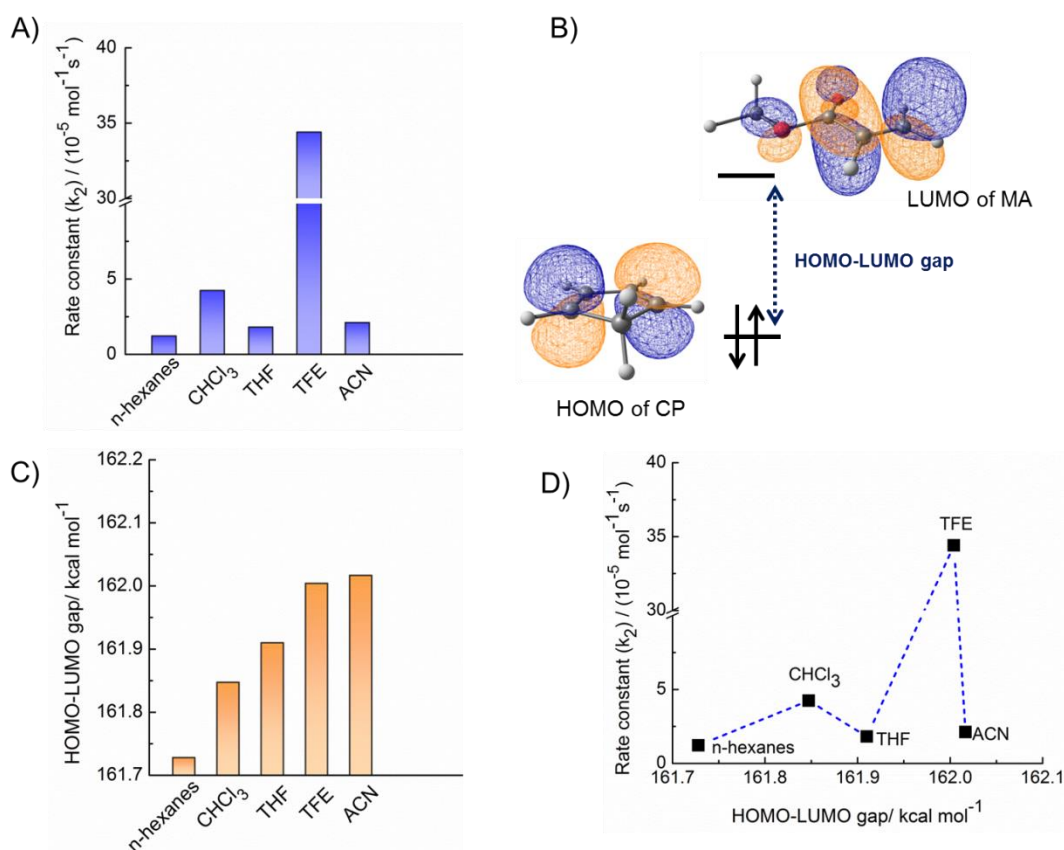 A)
Rate constant (k₂) / (10⁻⁵ mol⁻¹s⁻¹)
40
35
30
5
0
n-hexanes
CHCl₃
THF
TFE
ACN
B)
LUMO of MA
HOMO-LUMO gap
HOMO of CP
C)
HOMO-LUMO gap/ kcal mol⁻¹
162.2
162.1
162.0
161.9
161.8
161.7
n-hexanes
CHCl₃
THF
TFE
ACN
D)
Rate constant (k₂) / (10⁻⁵ mol⁻¹s⁻¹)
40
35
30
5
0
TFE
CHCl₃
n-hexanes
THF
ACN
161.7
161.8
161.9
162.0
162.1
HOMO-LUMO gap/ kcal mol⁻¹